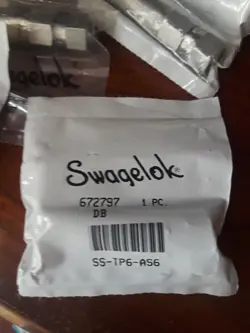 Swagelok®
672797 1 PC.
DB
SS-TP6-AS6